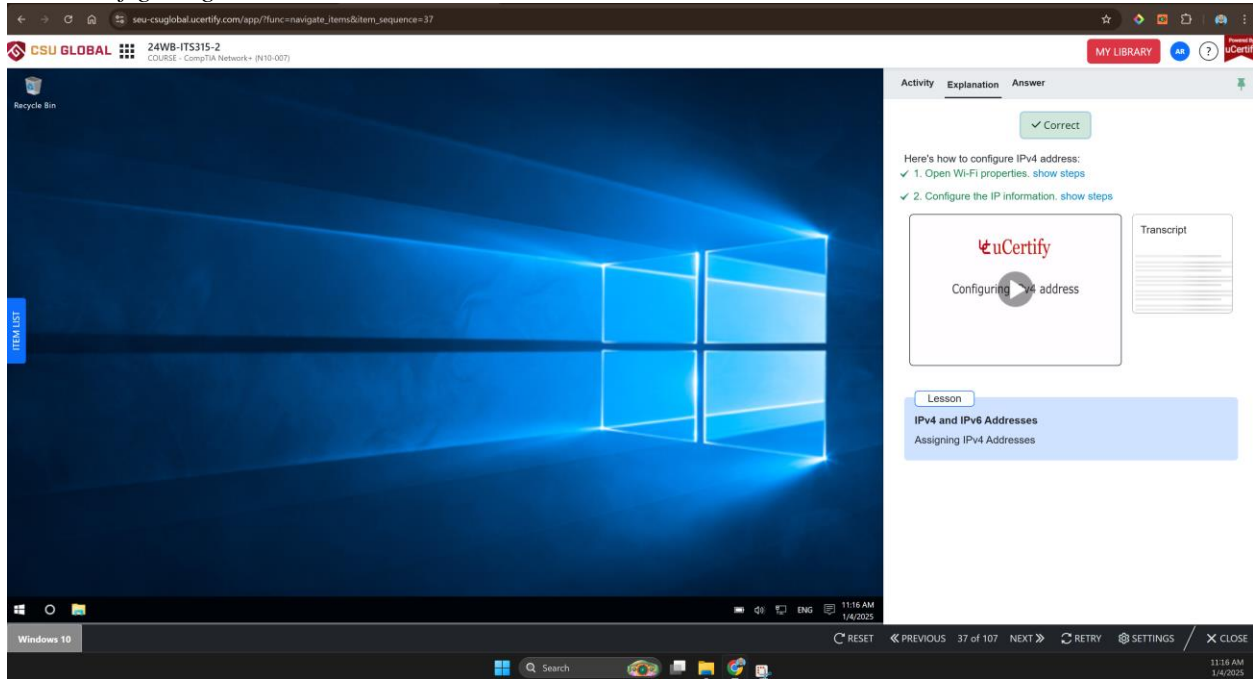 seu-csuglobal.ucertify.com/app/?func=navigate_items&item_sequence=37
CSU GLOBAL
24WB-ITS315-2
COURSE - CompTIA Network+ (N10-007)
MY LIBRARY
AR
?
Powered By
uCertify
Recycle Bin
ITEM LIST
Activity Explanation Answer
✓ Correct
Here's how to configure IPv4 address:
✓ 1. Open Wi-Fi properties. show steps
✓ 2. Configure the IP information. show steps
uCertify
Configuring IPv4 address
Transcript
Lesson
IPv4 and IPv6 Addresses
Assigning IPv4 Addresses
ENG
11:16 AM
1/4/2025
Windows 10
RESET
PREVIOUS 37 of 107 NEXT
RETRY
SETTINGS
CLOSE
Search
11:16 AM
1/4/2025